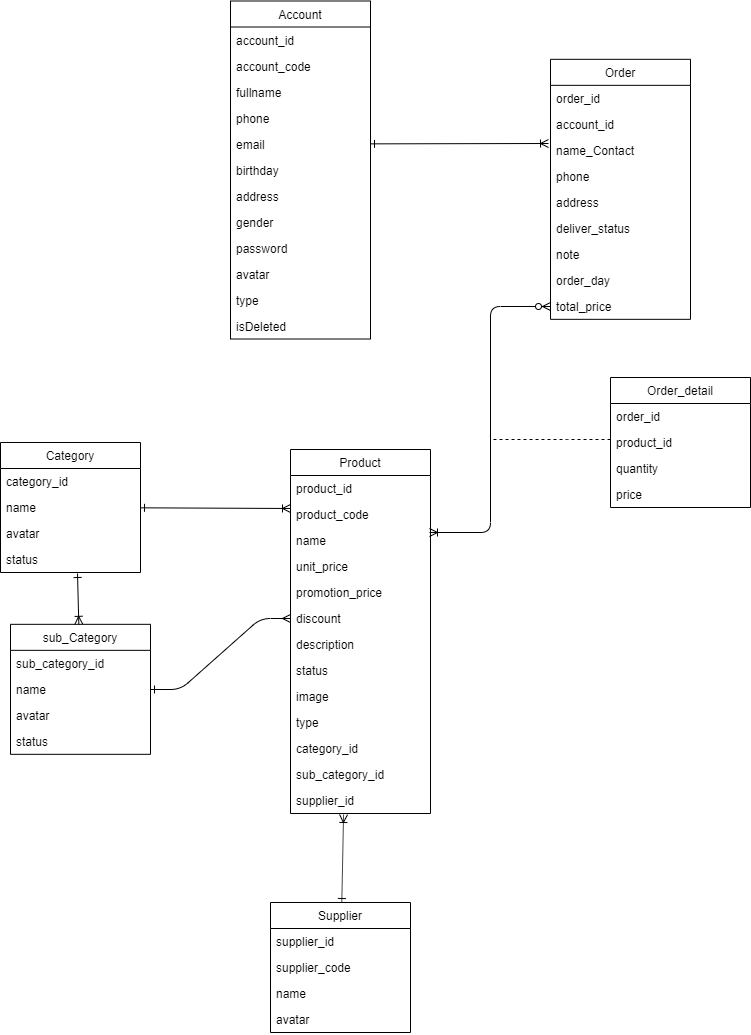 Account
account_id
account_code
fullname
phone
email
birthday
address
gender
password
avatar
type
isDeleted
Order
order_id
account_id
name_Contact
phone
address
deliver_status
note
order_day
total_price
Order_detail
order_id
product_id
quantity
price
Category
category_id
name
avatar
status
Product
product_id
product_code
name
unit_price
promotion_price
discount
description
status
image
type
category_id
sub_category_id
supplier_id
sub_Category
sub_category_id
name
avatar
status
Supplier
supplier_id
supplier_code
name
avatar